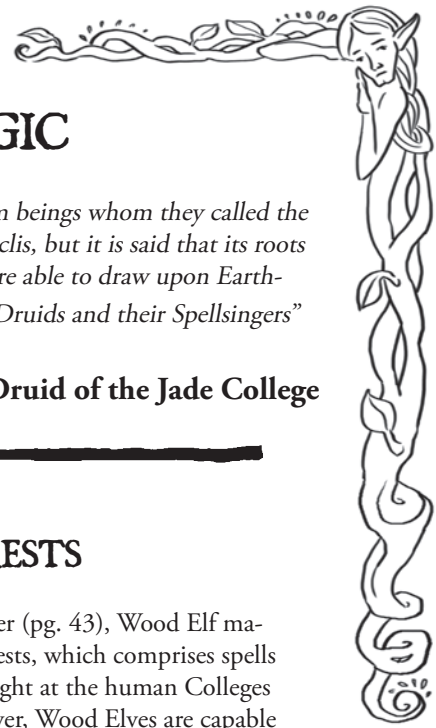 GIC
n beings whom they called the
clis, but it is said that its roots
re able to draw upon Earth-
Druids and their Spellsingers”
Druid of the Jade College
ESTS
er (pg. 43), Wood Elf ma-
ests, which comprises spells
ght at the human Colleges
ver, Wood Elves are capable